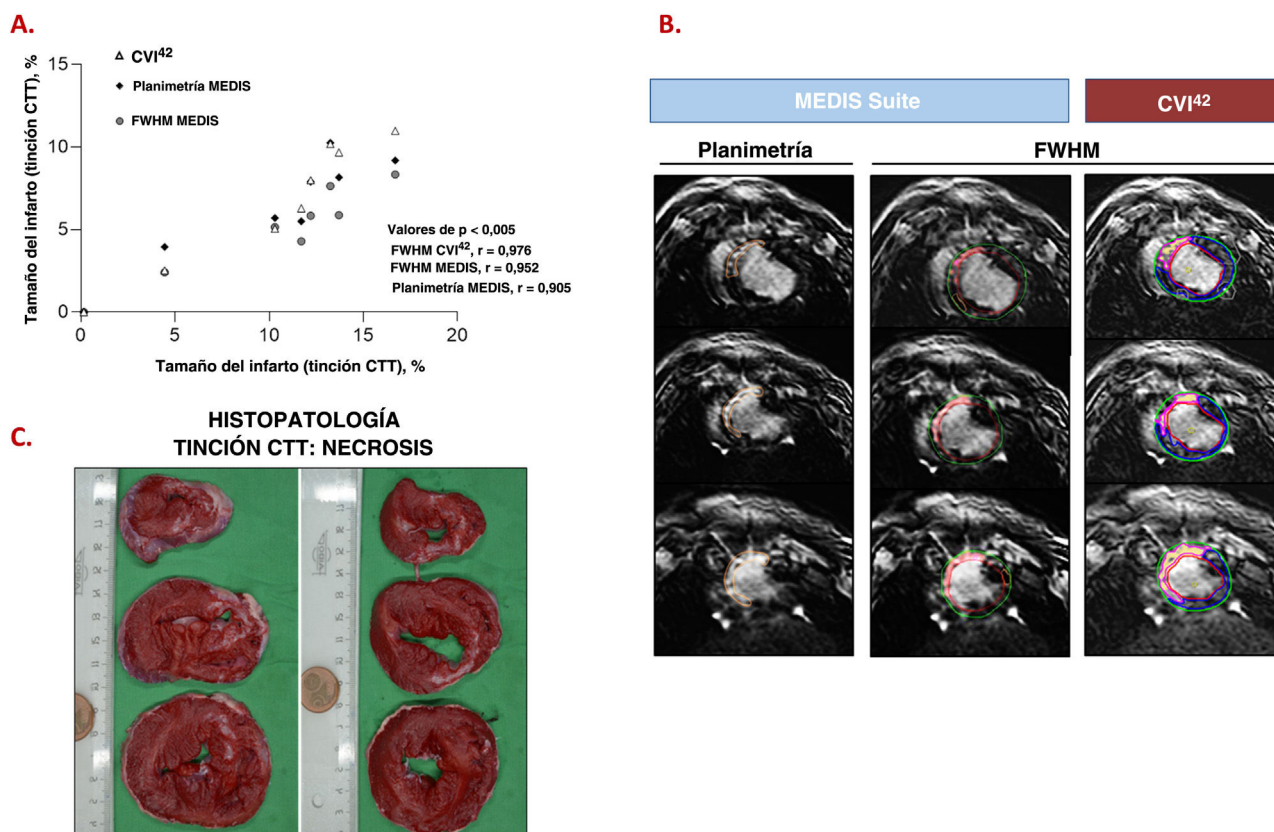 A.
CVI42
Planimetría MEDIS
FWHM MEDIS
Tamaño del infarto (tinción CTT), %
15
10
5
0
0
5
10
15
20
Valores de p < 0,005
FWHM CVI42, r = 0,976
FWHM MEDIS, r = 0,952
Planimetría MEDIS, r = 0,905
Tamaño del infarto (tinción CTT), %
B.
MEDIS Suite
CVI42
Planimetría
FWHM
C.
HISTOPATOLOGÍA
TINCIÓN CTT: NECROSIS